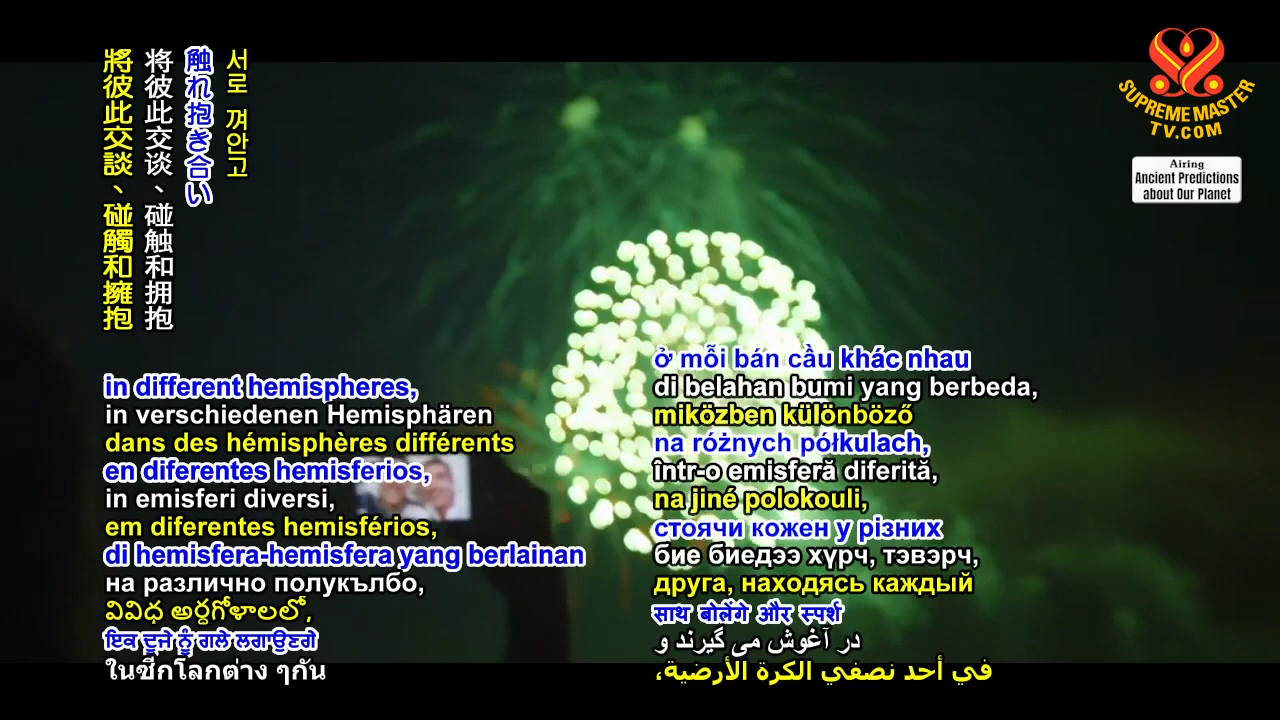 서로 껴안고
触れ抱き合い
将彼此交谈、碰触和拥抱
將彼此交談、碰觸和擁抱
SUPREME MASTER
TV.COM
Airing
Ancient Predictions
about Our Planet
in different hemispheres,
in verschiedenen Hemisphären
dans des hémisphères différents
en diferentes hemisferios,
in emisferi diversi,
em diferentes hemisférios,
di hemisfera-hemisfera yang berlainan
на различно полукълбо,
వివిధ అర్ధగోళాలలో,
ਇਕ ਦੂਜੇ ਨੂੰ ਗਲੇ ਲਗਾਉਣਗੇ
ในซีกโลกต่าง ๆกัน
ở mỗi bán cầu khác nhau
di belahan bumi yang berbeda,
miközben különböző
na różnych półkulach,
într-o emisferă diferită,
na jiné polokouli,
стоячи кожен у різних
бие биедээ хүрч, тэвэрч,
друга, находясь каждый
साथ बोलेंगे और स्पर्श
در آغوش می گیرند و
في أحد نصفي الكرة الأرضية،